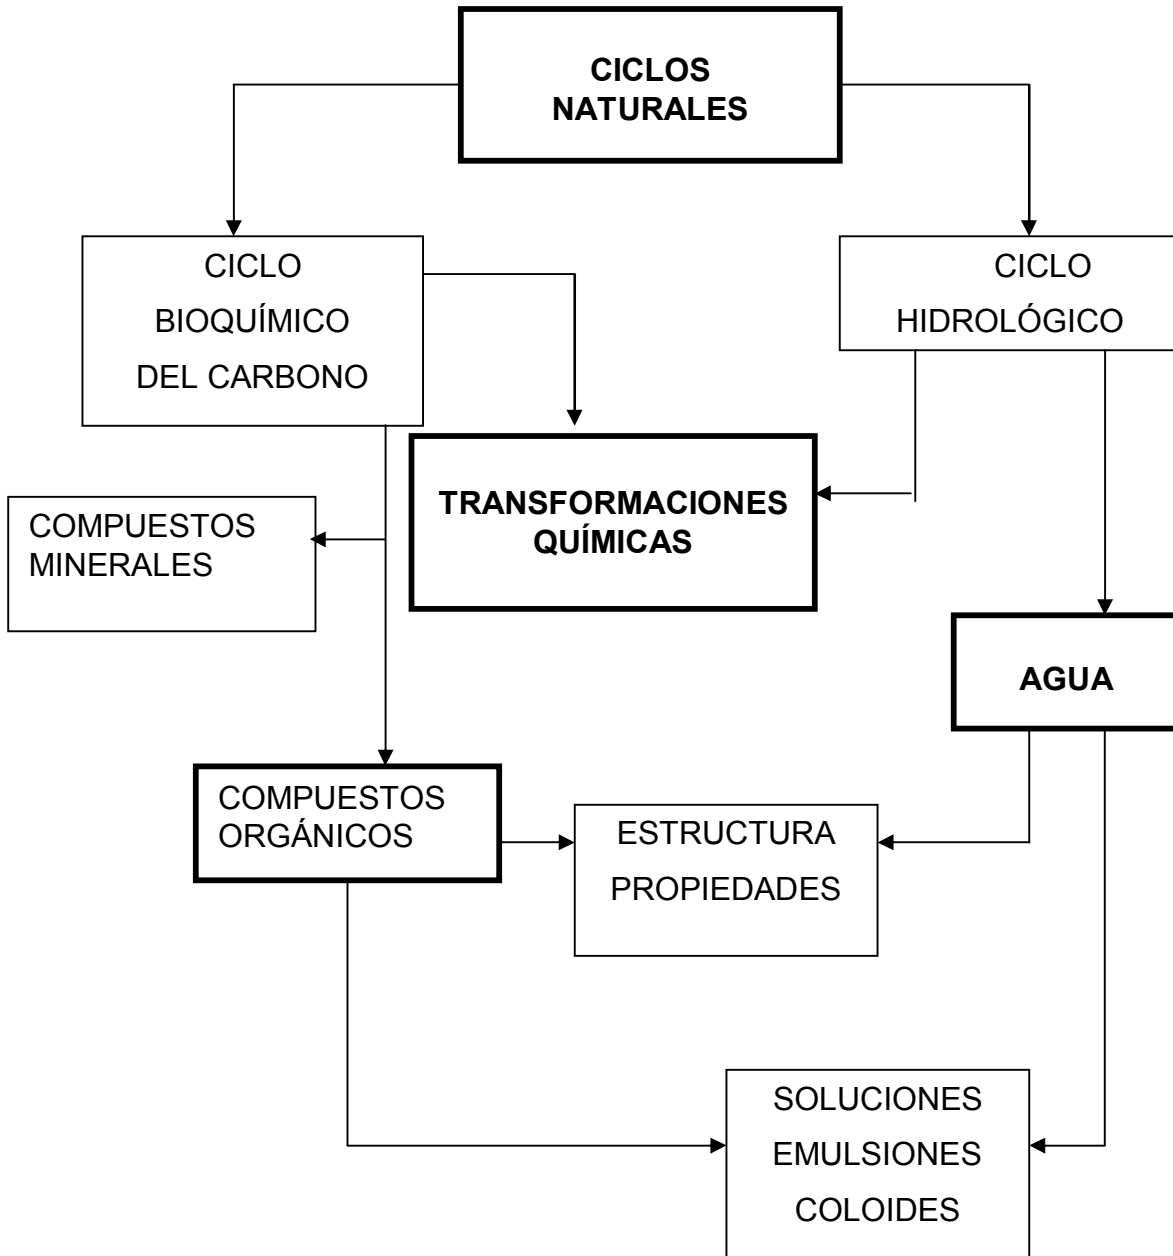 CICLOS
NATURALES
CICLO
BIOQUÍMICO
DEL CARBONO
CICLO
HIDROLÓGICO
TRANSFORMACIONES
QUÍMICAS
COMPUESTOS
MINERALES
AGUA
COMPUESTOS
ORGÁNICOS
ESTRUCTURA
PROPIEDADES
SOLUCIONES
EMULSIONES
COLOIDES